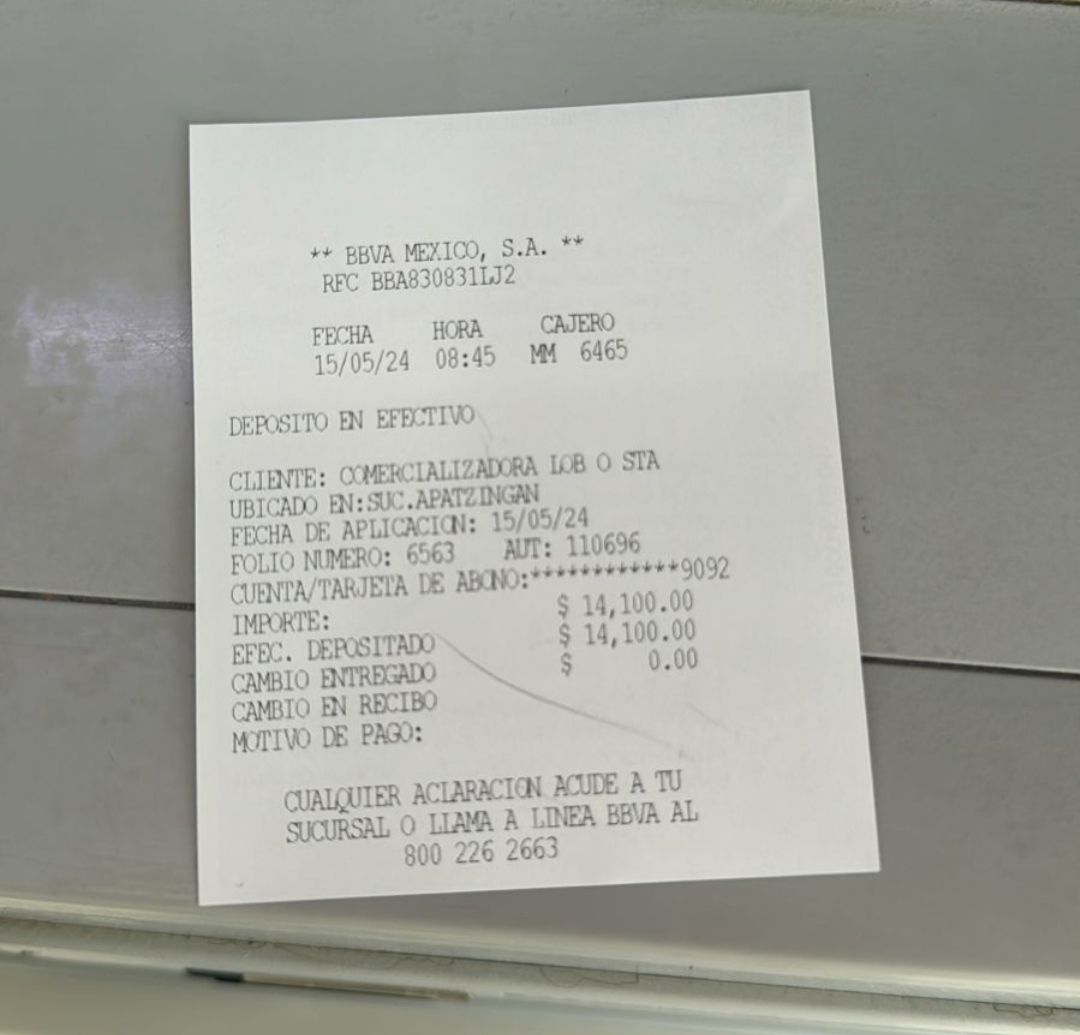 ** BBVA MEXICO, S.A. **
RFC BBA830831LJ2
FECHA HORA CAJERO
15/05/24 08:45 MM 6465
DEPOSITO EN EFECTIVO
CLIENTE: COMERCIALIZADORA LOB O STA
UBICADO EN:SUC.APATZINGAN
FECHA DE APLICACION: 15/05/24
FOLIO NUMERO: 6563 AUT: 110696
CUENTA/TARJETA DE ABONO:************9092
IMPORTE: $ 14,100.00
EFEC. DEPOSITADO $ 14,100.00
CAMBIO ENTREGADO $ 0.00
CAMBIO EN RECIBO
MOTIVO DE PAGO:
CUALQUIER ACLARACION ACUDE A TU
SUCURSAL O LLAMA A LINEA BBVA AL
800 226 2663